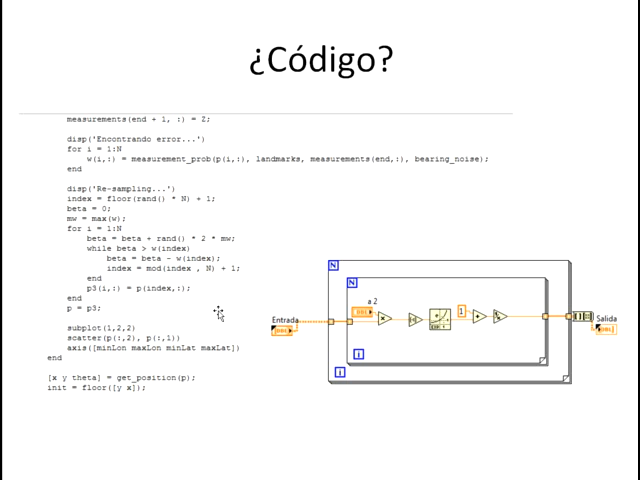 ¿Código?
measurements(end + 1, :) = Z;
disp('Encontrando error...')
for i = 1:N
w(i,:) = measurement_prob(p(i,:), landmarks, measurements(end,:), bearing_noise);
end
disp('Re-sampling...')
index = floor(rand() * N) + 1;
beta = 0;
mw = max(w);
for i = 1:N
beta = beta + rand() * 2 * mw;
while beta > w(index)
beta = beta - w(index);
index = mod(index , N) + 1;
end
p3(i,:) = p(index,:);
end
p = p3;
subplot(1,2,2)
scatter(p(:,2), p(:,1))
axis([minLon maxLon minLat maxLat])
end
[x y theta] = get_position(p);
init = floor([y x]);
N
N
a 2
DBL
1
Entrada
DBL
Salida
DBL
i
i